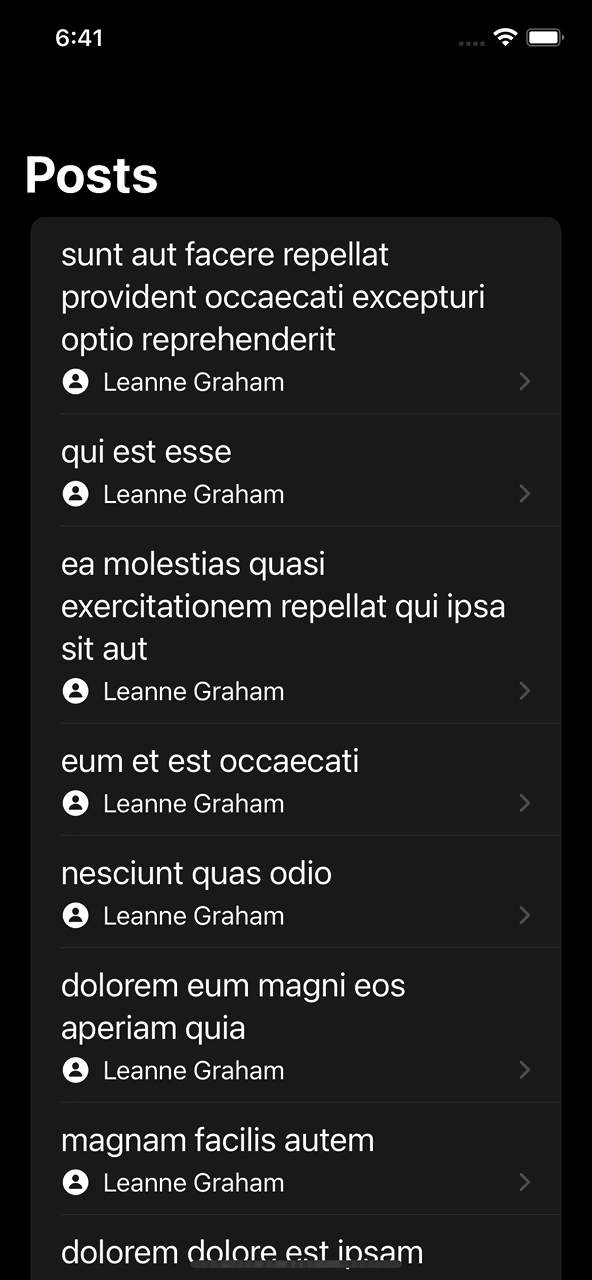 6:41
Posts
sunt aut facere repellat
provident occaecati excepturi
optio reprehenderit
Leanne Graham
qui est esse
Leanne Graham
ea molestias quasi
exercitationem repellat qui ipsa
sit aut
Leanne Graham
eum et est occaecati
Leanne Graham
nesciunt quas odio
Leanne Graham
dolorem eum magni eos
aperiam quia
Leanne Graham
magnam facilis autem
Leanne Graham
dolorem dolore est ipsam